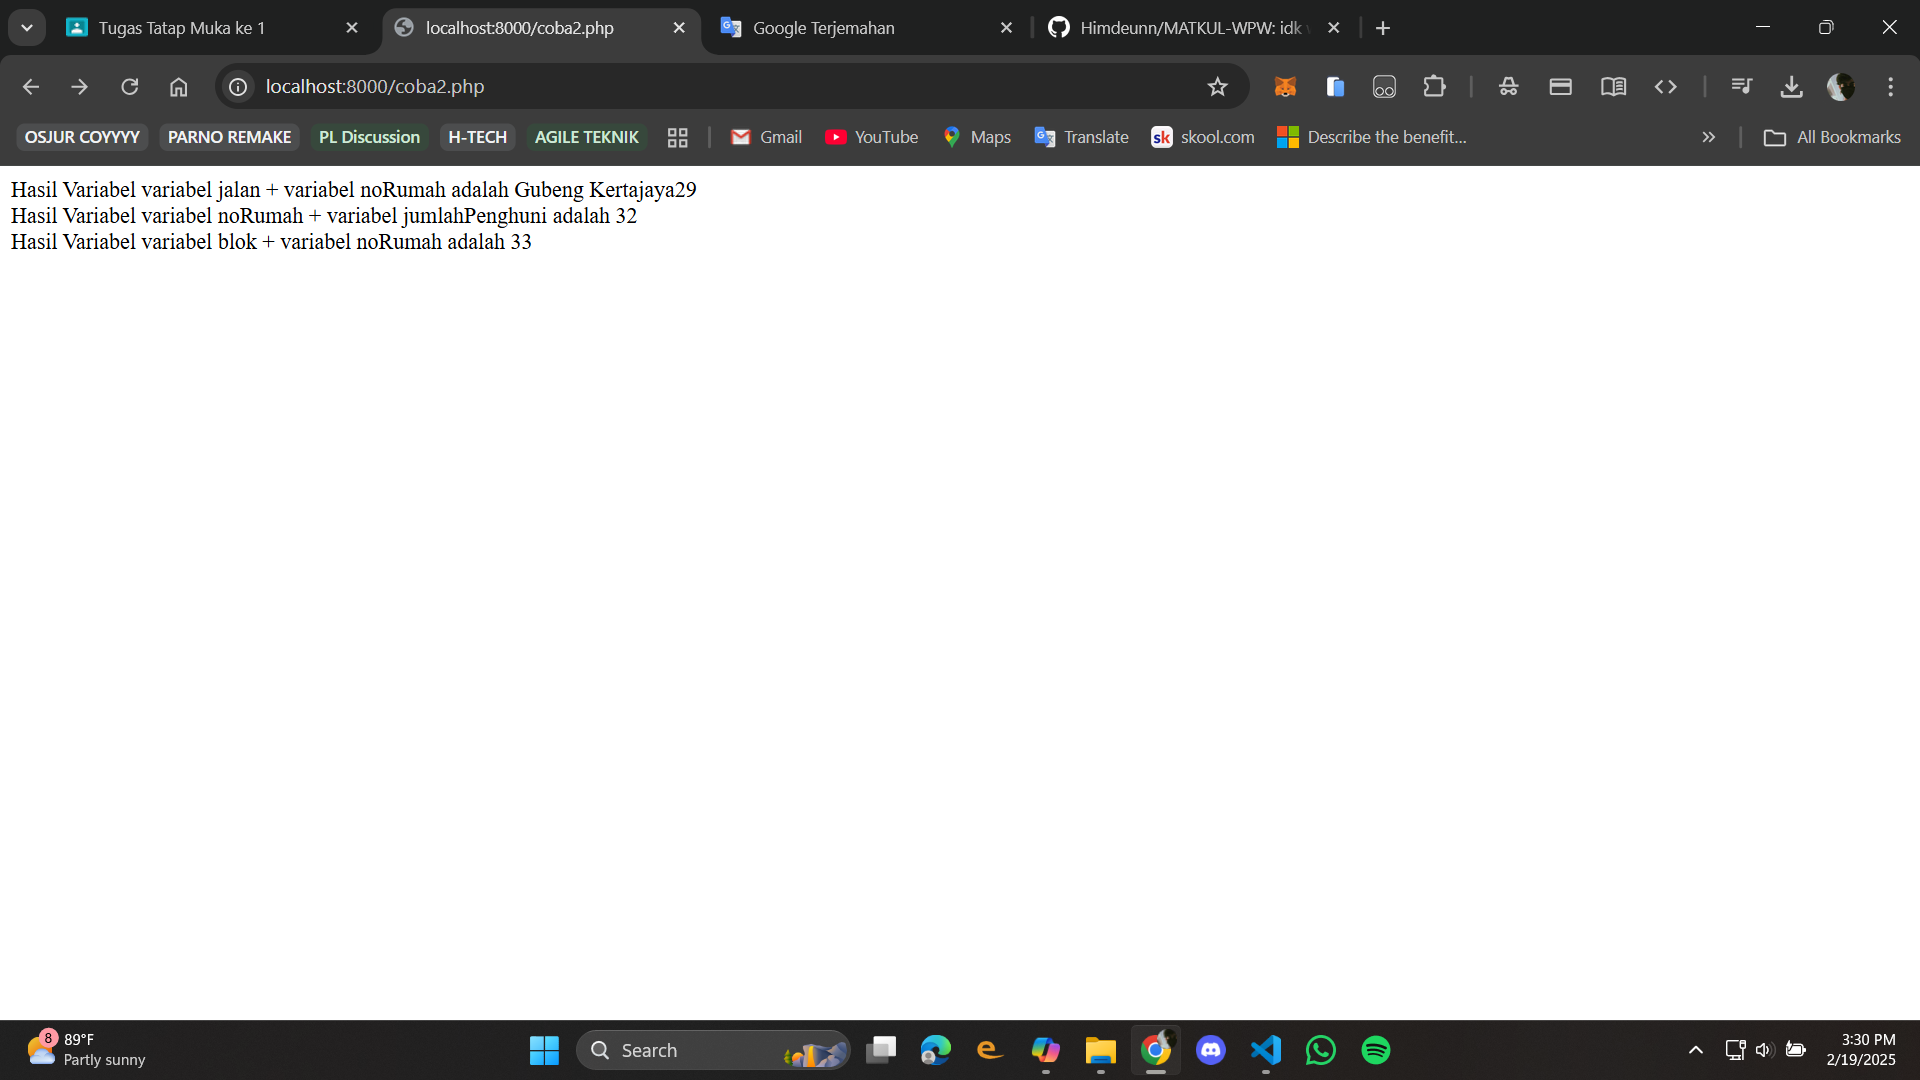 Tugas Tatap Muka ke 1
localhost:8000/coba2.php
Google Terjemahan
Himdeunn/MATKUL-WPW: idk
localhost:8000/coba2.php
OSJUR COYYYY
PARNO REMAKE
PL Discussion
H-TECH
AGILE TEKNIK
Gmail
YouTube
Maps
Translate
sk skool.com
Describe the benefit...
All Bookmarks
Hasil Variabel variabel jalan + variabel noRumah adalah Gubeng Kertajaya29
Hasil Variabel variabel noRumah + variabel jumlahPenghuni adalah 32
Hasil Variabel variabel blok + variabel noRumah adalah 33
8
89°F
Partly sunny
Search
3:30 PM
2/19/2025